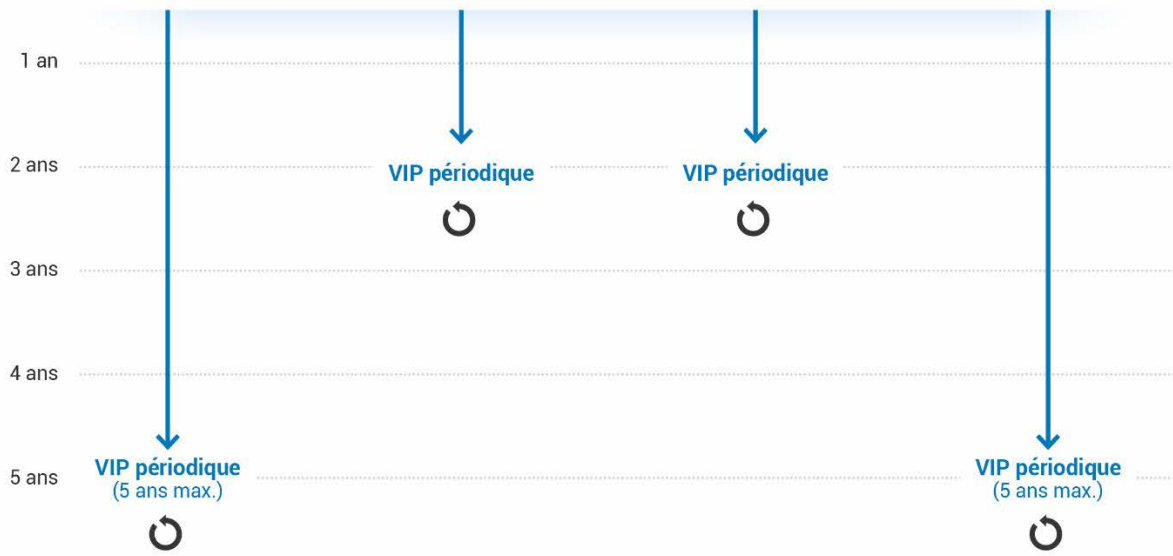 1 an
2 ans
VIP périodique
VIP périodique
3 ans
4 ans
5 ans
VIP périodique
(5 ans max.)
VIP périodique
(5 ans max.)